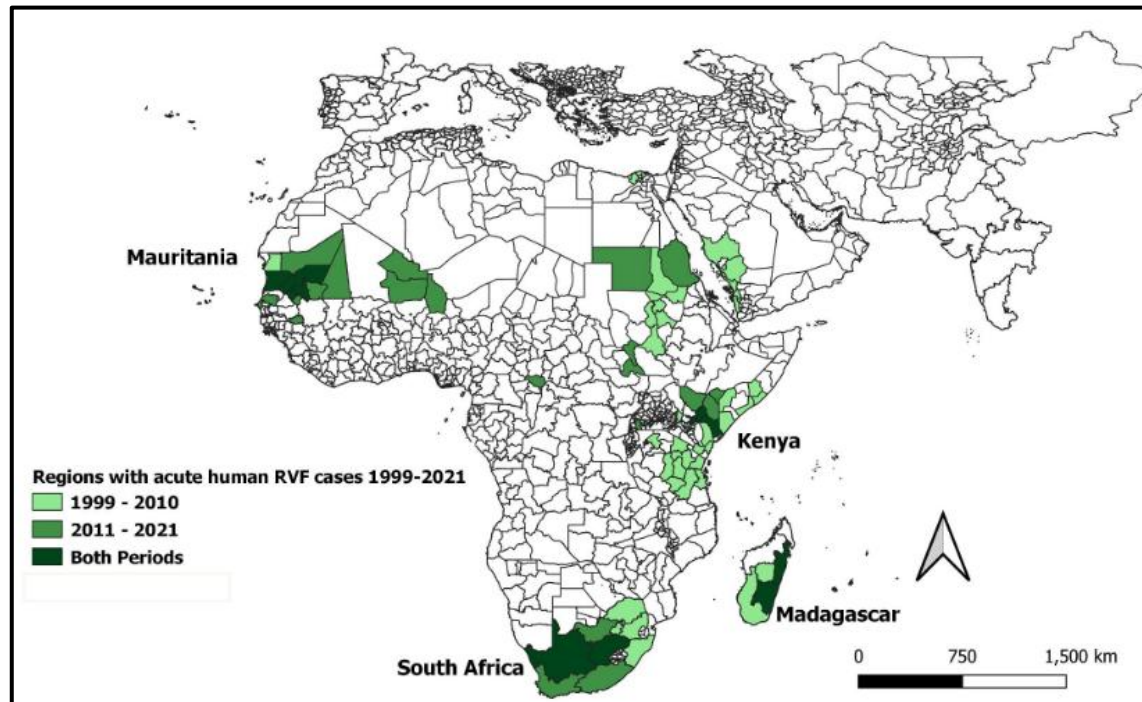 Mauritania
Kenya
Regions with acute human RVF cases 1999-2021
1999 - 2010
2011 - 2021
Both Periods
Madagascar
South Africa
0 750 1,500 km